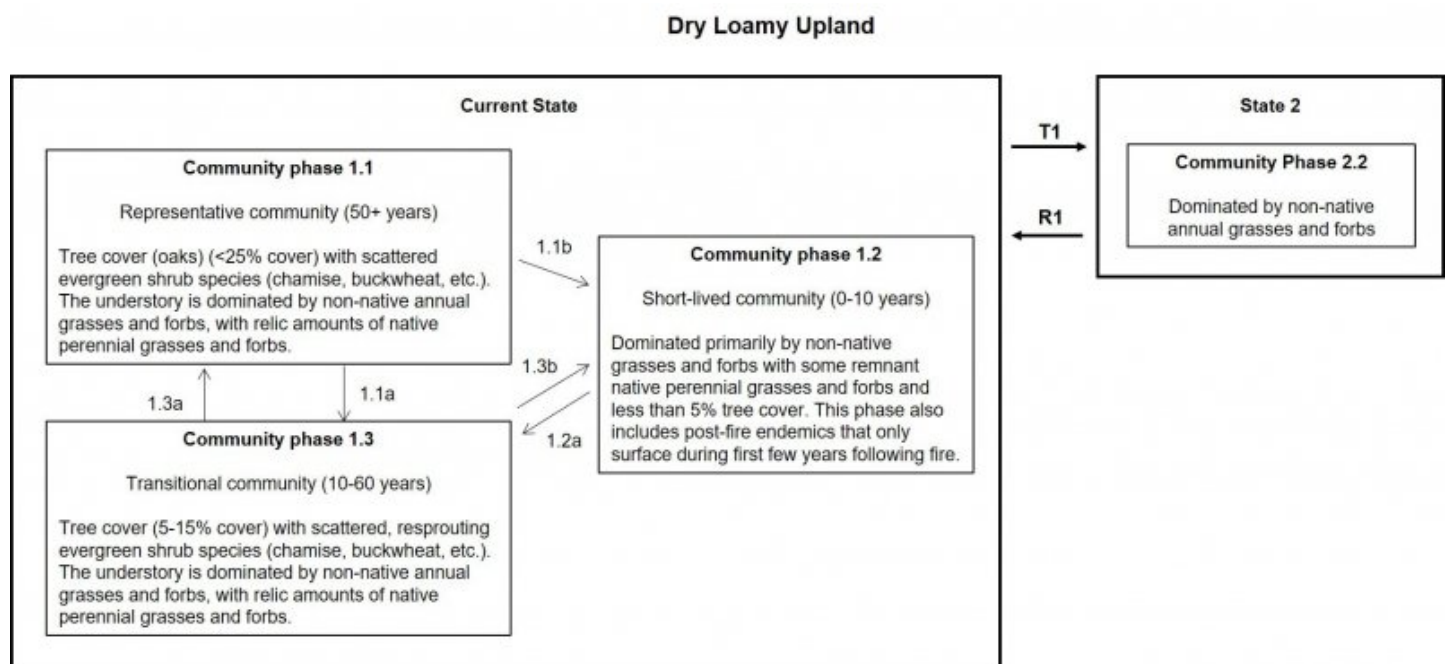 Dry Loamy Upland
Current State
Community phase 1.1
Representative community (50+ years)
Tree cover (oaks) (<25% cover) with scattered
evergreen shrub species (chamise, buckwheat, etc.).
The understory is dominated by non-native annual
grasses and forbs, with relic amounts of native
perennial grasses and forbs.
1.1b
1.3a
1.1a
1.3b
1.2a
Community phase 1.2
Short-lived community (0-10 years)
Dominated primarily by non-native
grasses and forbs with some remnant
native perennial grasses and forbs and
less than 5% tree cover. This phase also
includes post-fire endemics that only
surface during first few years following fire.
Community phase 1.3
Transitional community (10-60 years)
Tree cover (5-15% cover) with scattered, resprouting
evergreen shrub species (chamise, buckwheat, etc.).
The understory is dominated by non-native annual
grasses and forbs, with relic amounts of native
perennial grasses and forbs.
T1
R1
State 2
Community Phase 2.2
Dominated by non-native
annual grasses and forbs